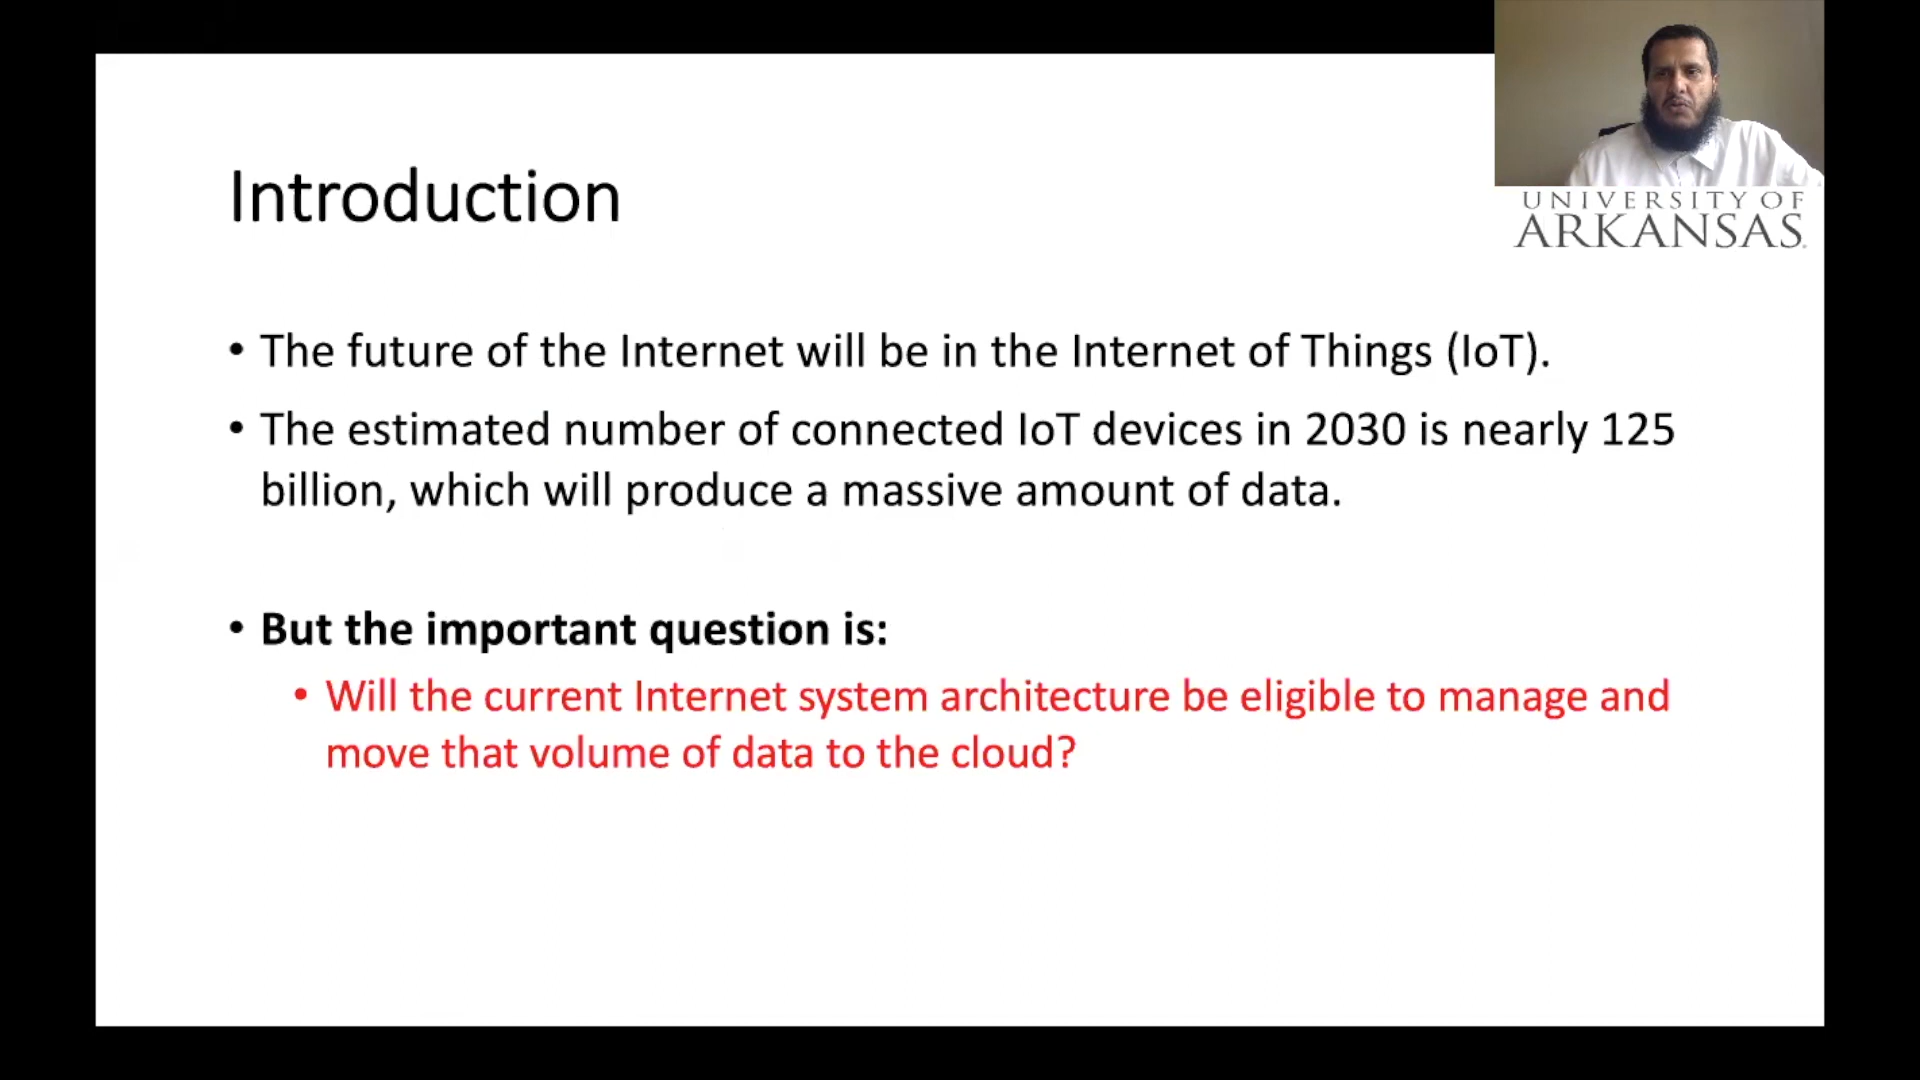 UNIVERSITY OF
ARKANSAS
Introduction
• The future of the Internet will be in the Internet of Things (IoT).
• The estimated number of connected IoT devices in 2030 is nearly 125
billion, which will produce a massive amount of data.
• But the important question is:
• Will the current Internet system architecture be eligible to manage and
move that volume of data to the cloud?